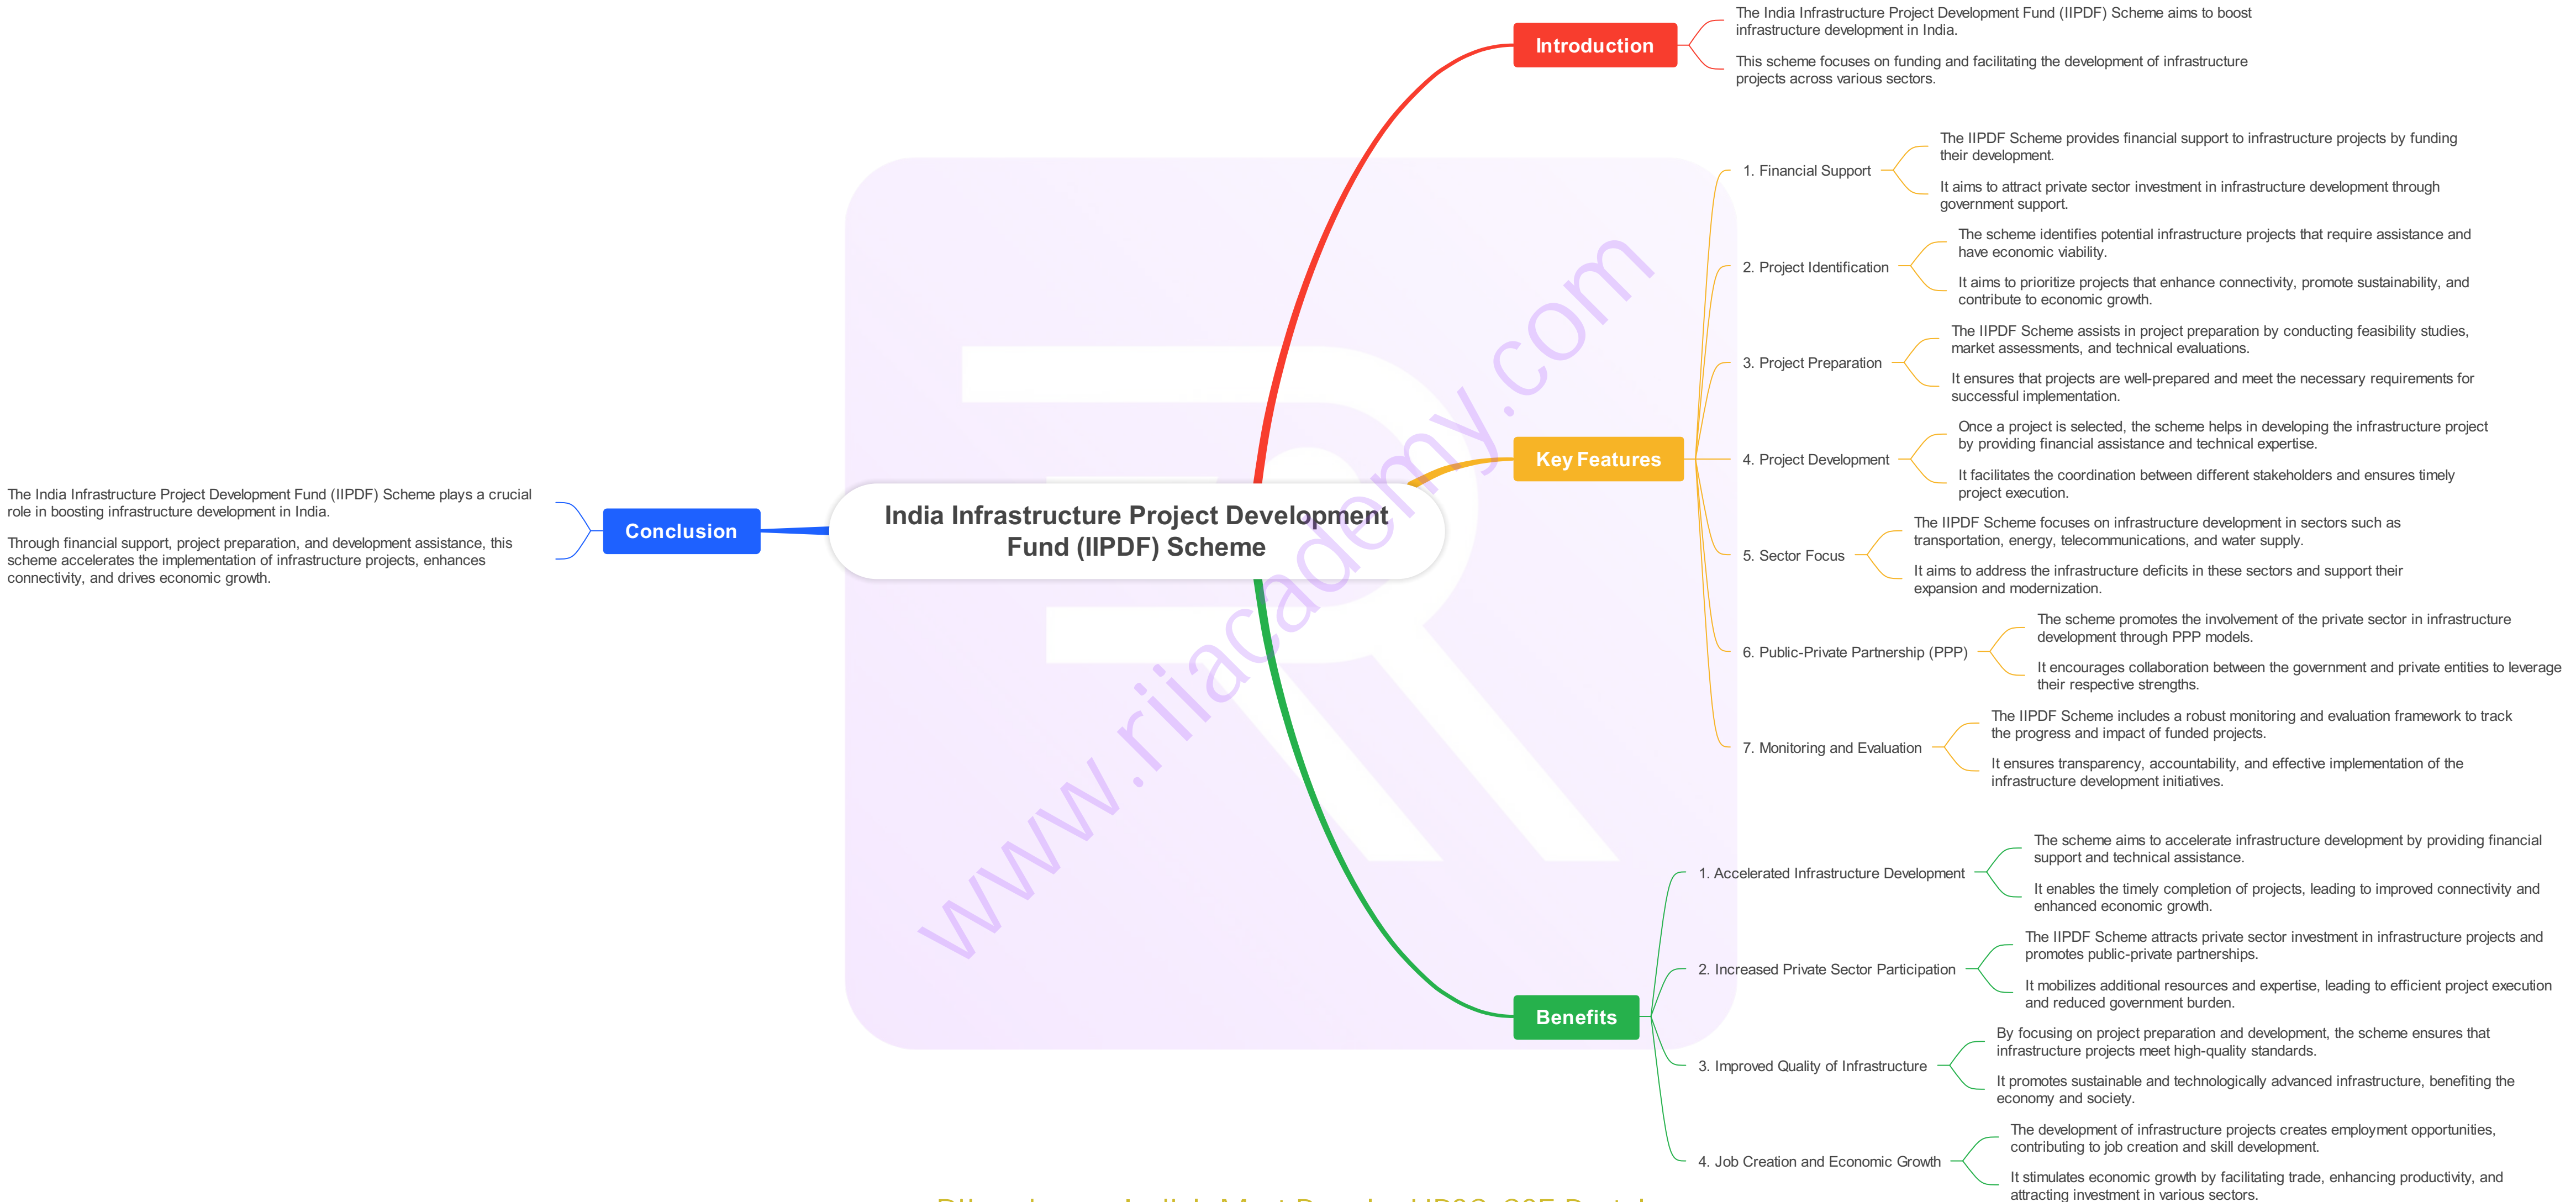 Introduction
The India Infrastructure Project Development Fund (IIPDF) Scheme aims to boost
infrastructure development in India.
This scheme focuses on funding and facilitating the development of infrastructure
projects across various sectors.
Key Features
1. Financial Support
The IIPDF Scheme provides financial support to infrastructure projects by funding
their development.
It aims to attract private sector investment in infrastructure development through
government support.
2. Project Identification
The scheme identifies potential infrastructure projects that require assistance and
have economic viability.
It aims to prioritize projects that enhance connectivity, promote sustainability, and
contribute to economic growth.
3. Project Preparation
The IIPDF Scheme assists in project preparation by conducting feasibility studies,
market assessments, and technical evaluations.
It ensures that projects are well-prepared and meet the necessary requirements for
successful implementation.
4. Project Development
Once a project is selected, the scheme helps in developing the infrastructure project
by providing financial assistance and technical expertise.
It facilitates the coordination between different stakeholders and ensures timely
project execution.
5. Sector Focus
The IIPDF Scheme focuses on infrastructure development in sectors such as
transportation, energy, telecommunications, and water supply.
It aims to address the infrastructure deficits in these sectors and support their
expansion and modernization.
6. Public-Private Partnership (PPP)
The scheme promotes the involvement of the private sector in infrastructure
development through PPP models.
It encourages collaboration between the government and private entities to leverage
their respective strengths.
7. Monitoring and Evaluation
The IIPDF Scheme includes a robust monitoring and evaluation framework to track
the progress and impact of funded projects.
It ensures transparency, accountability, and effective implementation of the
infrastructure development initiatives.
India Infrastructure Project Development
Fund (IIPDF) Scheme
Benefits
1. Accelerated Infrastructure Development
The scheme aims to accelerate infrastructure development by providing financial
support and technical assistance.
It enables the timely completion of projects, leading to improved connectivity and
enhanced economic growth.
2. Increased Private Sector Participation
The IIPDF Scheme attracts private sector investment in infrastructure projects and
promotes public-private partnerships.
It mobilizes additional resources and expertise, leading to efficient project execution
and reduced government burden.
3. Improved Quality of Infrastructure
By focusing on project preparation and development, the scheme ensures that
infrastructure projects meet high-quality standards.
It promotes sustainable and technologically advanced infrastructure, benefiting the
economy and society.
4. Job Creation and Economic Growth
The development of infrastructure projects creates employment opportunities,
contributing to job creation and skill development.
It stimulates economic growth by facilitating trade, enhancing productivity, and
attracting investment in various sectors.
Conclusion
The India Infrastructure Project Development Fund (IIPDF) Scheme plays a crucial
role in boosting infrastructure development in India.
Through financial support, project preparation, and development assistance, this
scheme accelerates the implementation of infrastructure projects, enhances
connectivity, and drives economic growth.
www.riiacademy.com